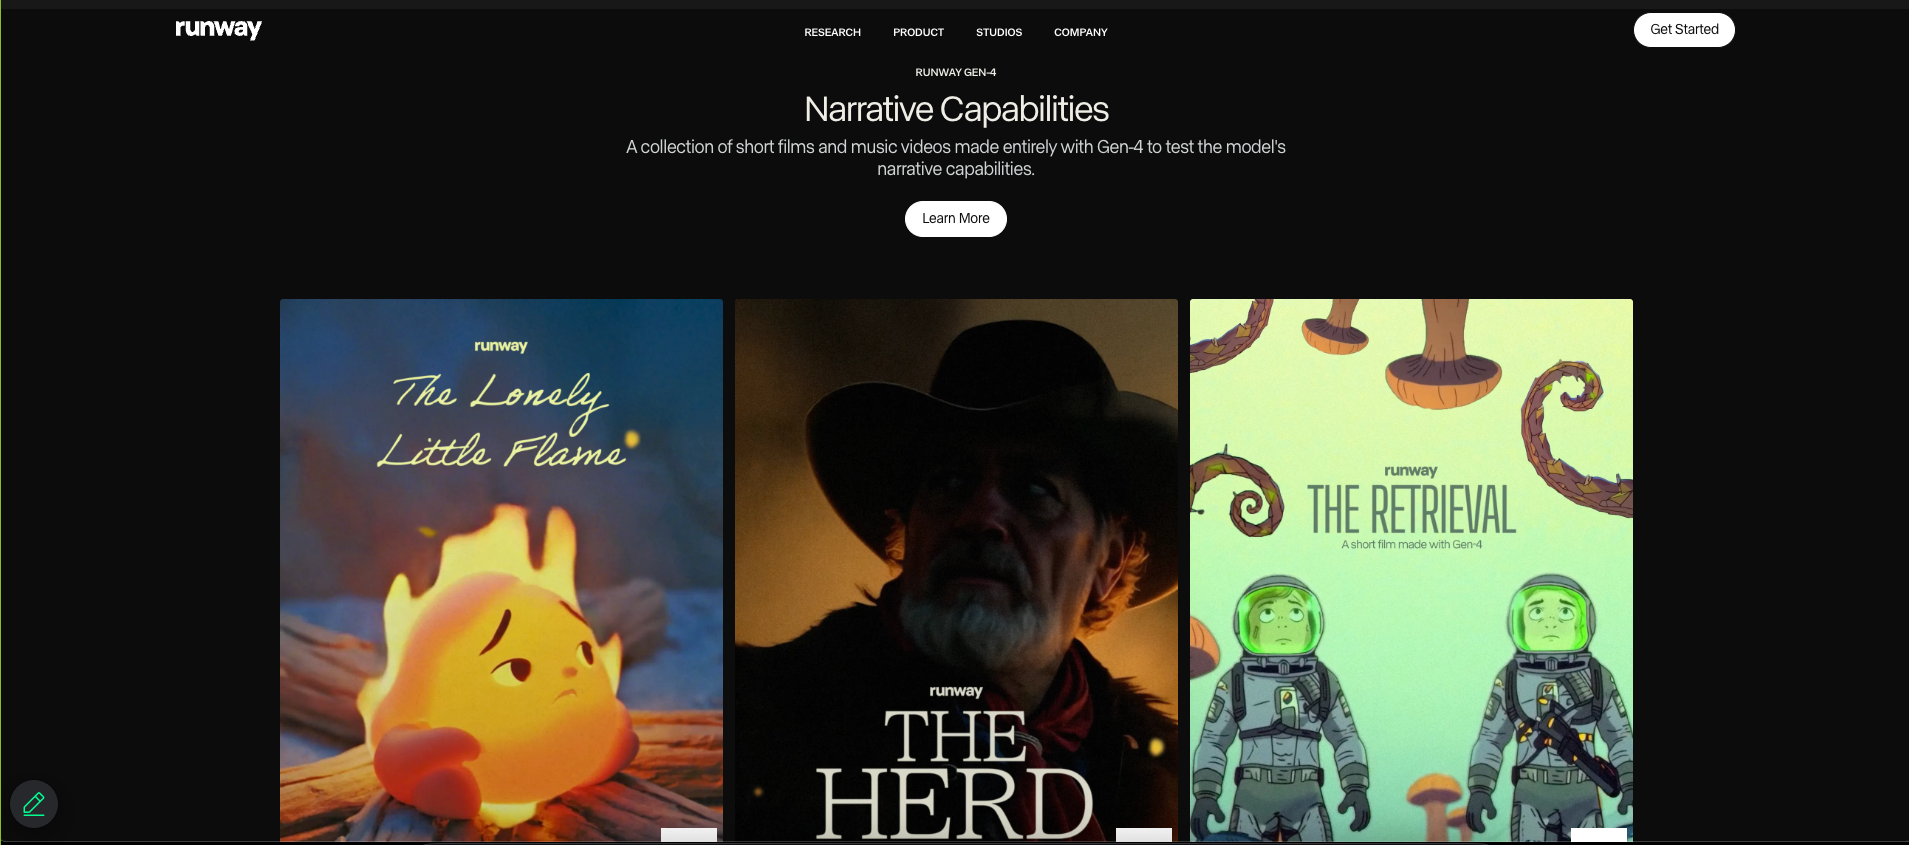 runway
RESEARCH
PRODUCT
STUDIOS
COMPANY
Get Started
RUNWAY GEN-4
Narrative Capabilities
A collection of short films and music videos made entirely with Gen-4 to test the model's
narrative capabilities.
Learn More
runway
The Lonely
Little Flame
runway
THE
HERD
runway
THE RETRIEVAL
A short film made with Gen-4